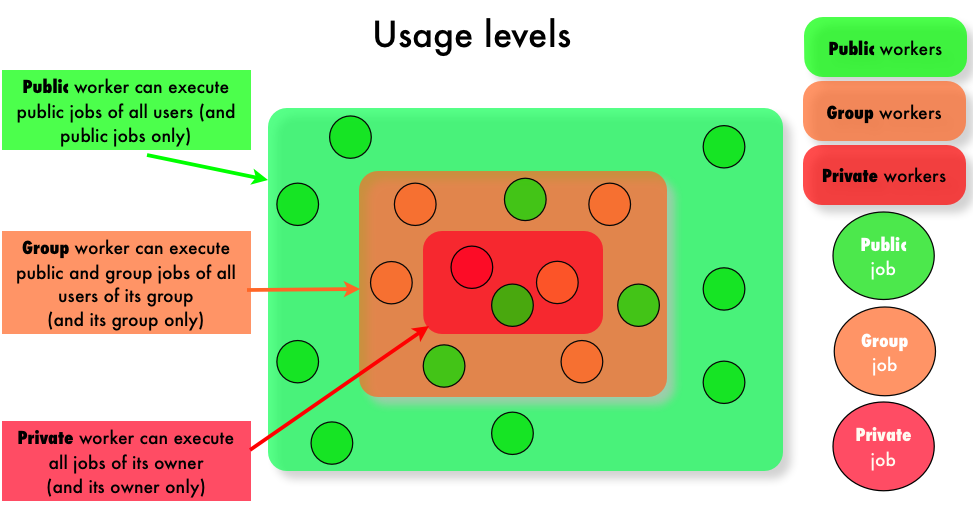 Usage levels
Public worker can execute
public jobs of all users (and
public jobs only)
Group worker can execute
public and group jobs of all
users of its group
(and its group only)
Private worker can execute
all jobs of its owner
(and its owner only)
Public workers
Group workers
Private workers
Public
job
Group
job
Private
job